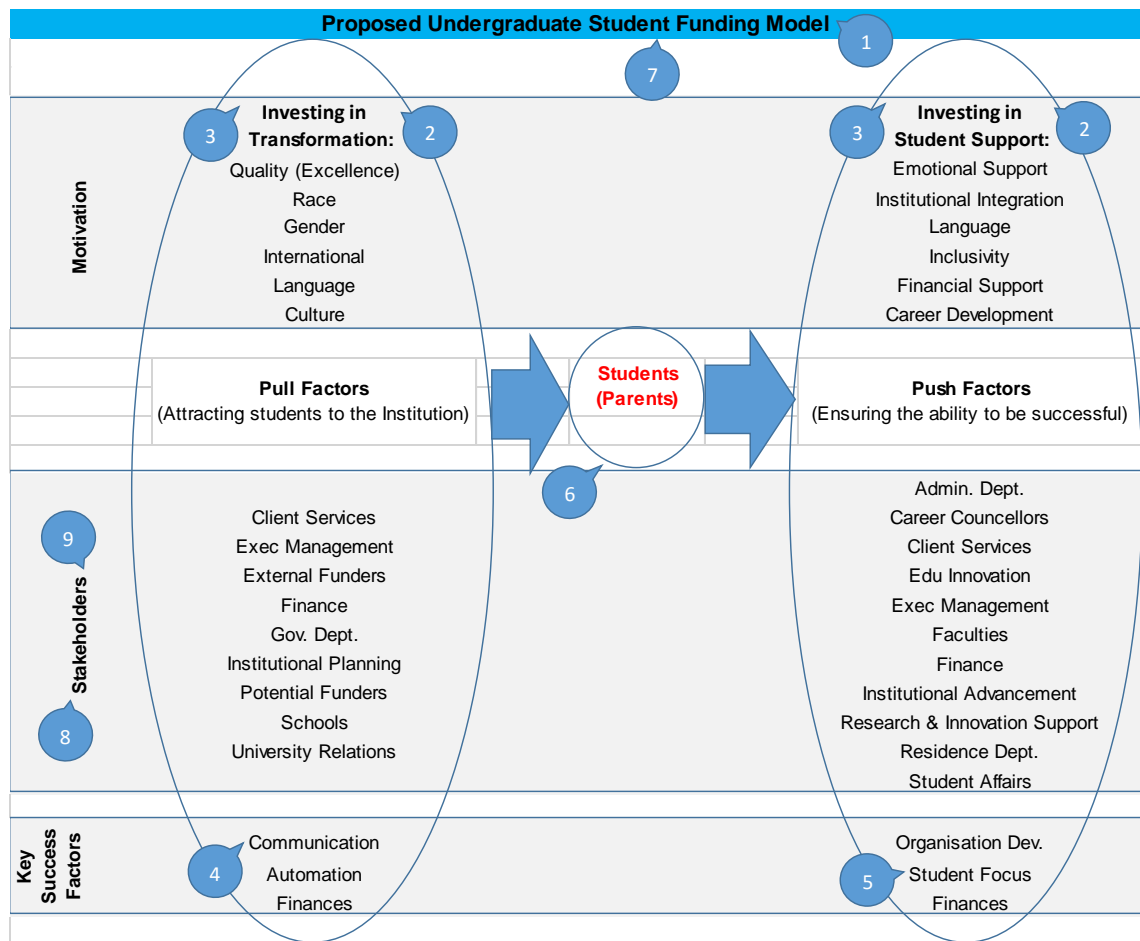 Proposed Undergraduate Student Funding Model
1
7
Motivation
3
Investing in
Transformation:
2
Quality (Excellence)
Race
Gender
International
Language
Culture
3
Investing in
Student Support:
2
Emotional Support
Institutional Integration
Language
Inclusivity
Financial Support
Career Development
Pull Factors
(Attracting students to the Institution)
Students
(Parents)
Push Factors
(Ensuring the ability to be successful)
6
9
Stakeholders
8
Client Services
Exec Management
External Funders
Finance
Gov. Dept.
Institutional Planning
Potential Funders
Schools
University Relations
Admin. Dept.
Career Councellors
Client Services
Edu Innovation
Exec Management
Faculties
Finance
Institutional Advancement
Research & Innovation Support
Residence Dept.
Student Affairs
Key
Success
Factors
4
Communication
Automation
Finances
5
Organisation Dev.
Student Focus
Finances